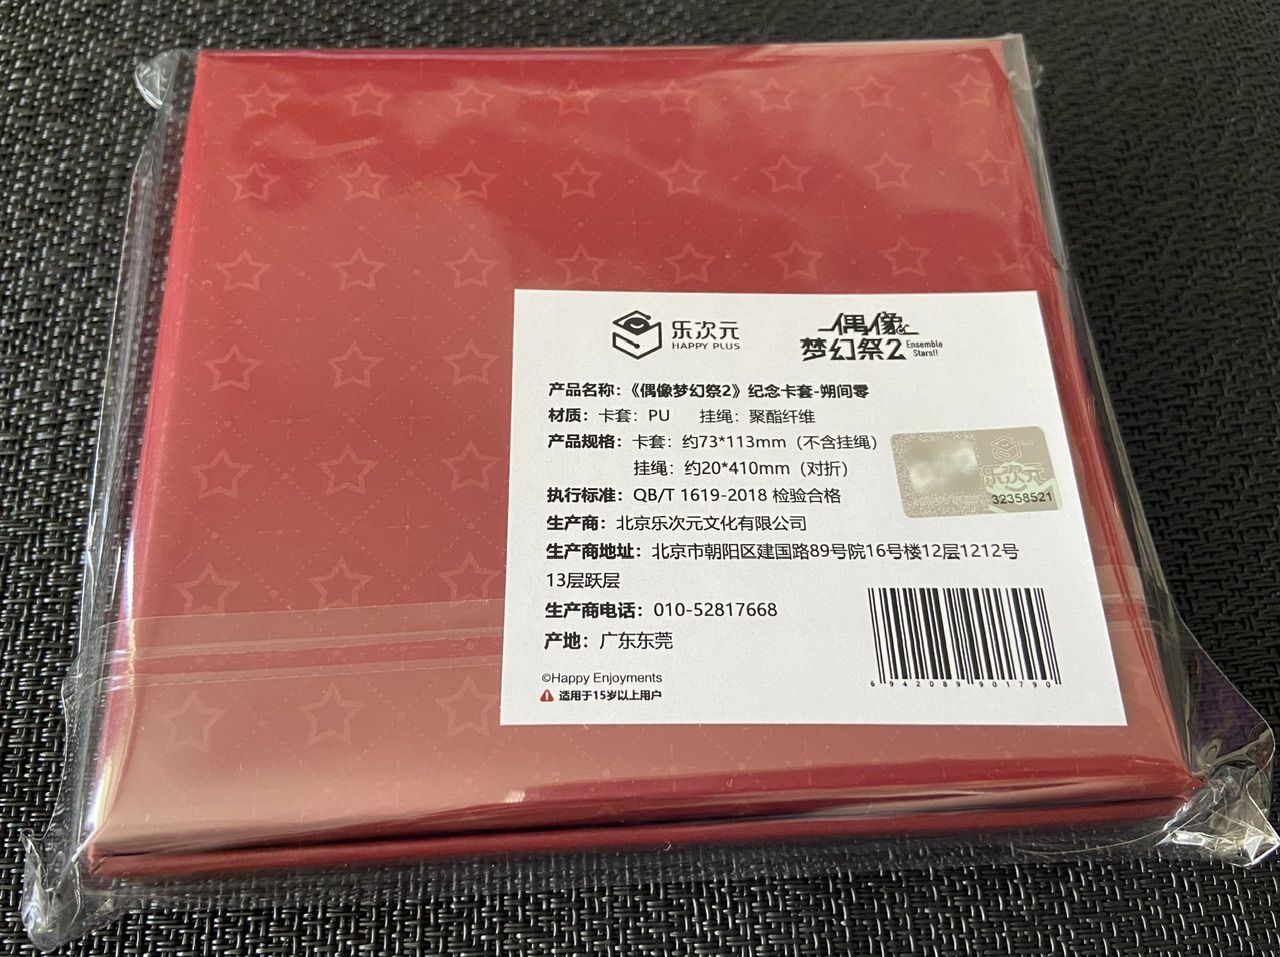 乐次元
HAPPY PLUS
偶像
梦幻祭2
Ensemble
Stars!!
产品名称：《偶像梦幻祭2》纪念卡套-朔间零
材质：卡套：PU 挂绳：聚酯纤维
产品规格：卡套：约73*113mm（不含挂绳）
挂绳：约20*410mm（对折）
执行标准：QB/T 1619-2018 检验合格
生产商：北京乐次元文化有限公司
生产商地址：北京市朝阳区建国路89号院16号楼12层1212号
13层跃层
生产商电话：010-52817668
产地：广东东莞
©Happy Enjoyments
适用于15岁以上用户
乐次元
32358521
6942089901790